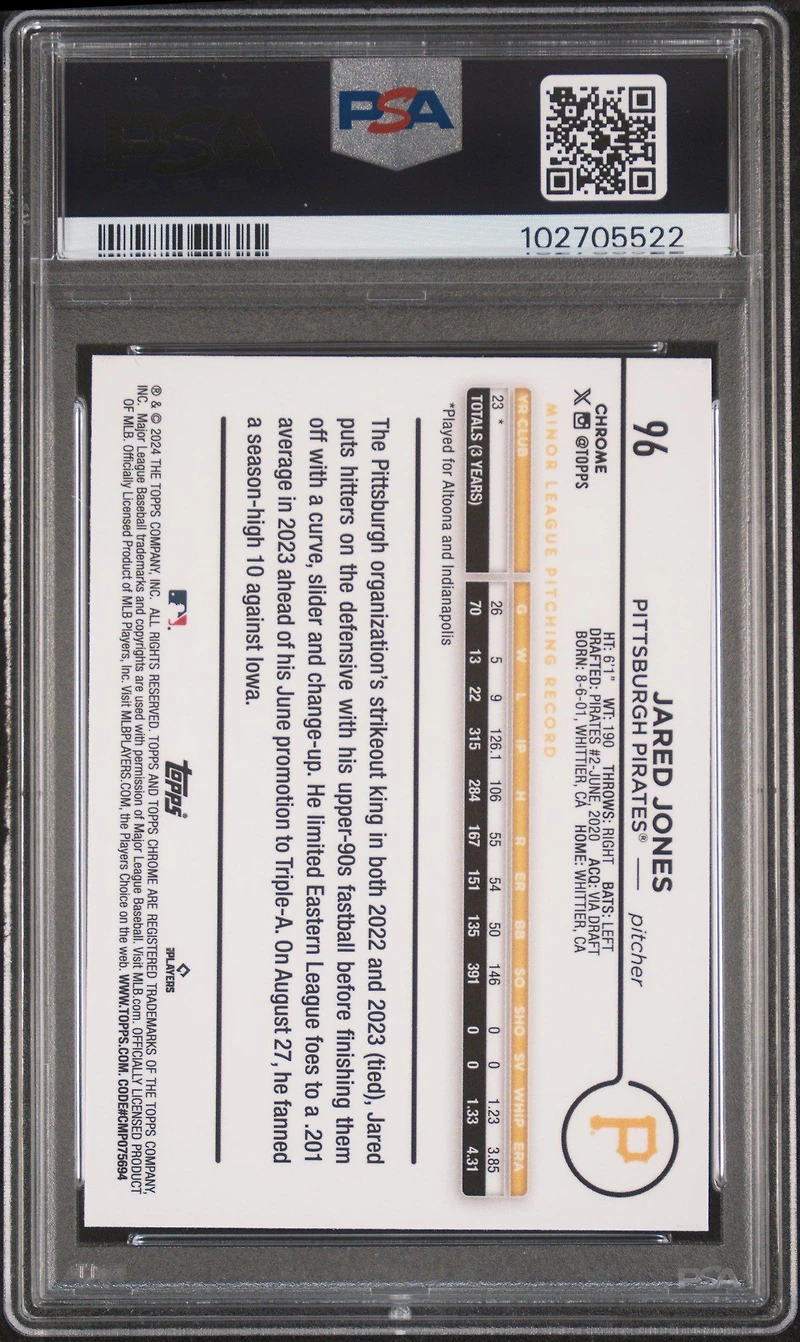 PSA
102705522
96
JARED JONES
PITTSBURGH PIRATES® — pitcher
CHROME
@TOPPS
HT: 6'1" WT: 190 THROWS: RIGHT BATS: LEFT
DRAFTED: PIRATES #2-JUNE, 2020 ACQ: VIA DRAFT
BORN: 8-6-01, WHITTIER, CA HOME: WHITTIER, CA
MINOR LEAGUE PITCHING RECORD
YR CLUB G W L IP H R ER BB SO SHO SV WHIP ERA
23 * 26 5 9 126.1 106 55 54 50 146 0 0 1.23 3.85
TOTALS (3 YEARS) 70 13 22 315 284 167 151 135 391 0 0 1.33 4.31
*Played for Altoona and Indianapolis
The Pittsburgh organization's strikeout king in both 2022 and 2023 (tied), Jared
puts hitters on the defensive with his upper-90s fastball before finishing them
off with a curve, slider and change-up. He limited Eastern League foes to a .201
average in 2023 ahead of his June promotion to Triple-A. On August 27, he fanned
a season-high 10 against Iowa.
topps
PLAYERS
® & © 2024 THE TOPPS COMPANY, INC. ALL RIGHTS RESERVED. TOPPS AND TOPPS CHROME ARE REGISTERED TRADEMARKS OF THE TOPPS COMPANY,
INC. Major League Baseball trademarks and copyrights are used with permission of Major League Baseball. Visit MLB.com. OFFICIALLY LICENSED PRODUCT
OF MLB. Officially Licensed Product of MLB Players, Inc. Visit MLBPLAYERS.COM, the Players Choice on the web. WWW.TOPPS.COM. CODE#CMP075694
PSA